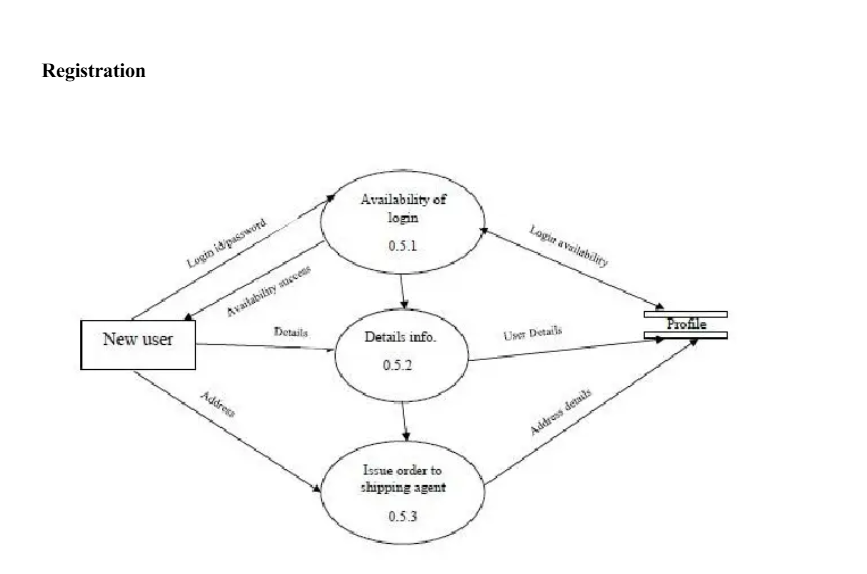 Registration
Availability of
login
0.5.1
Login id/password
Login availability
Availability success
New user
Details
Details info.
0.5.2
User Details
Profile
Address
Address details
Issue order to
shipping agent
0.5.3